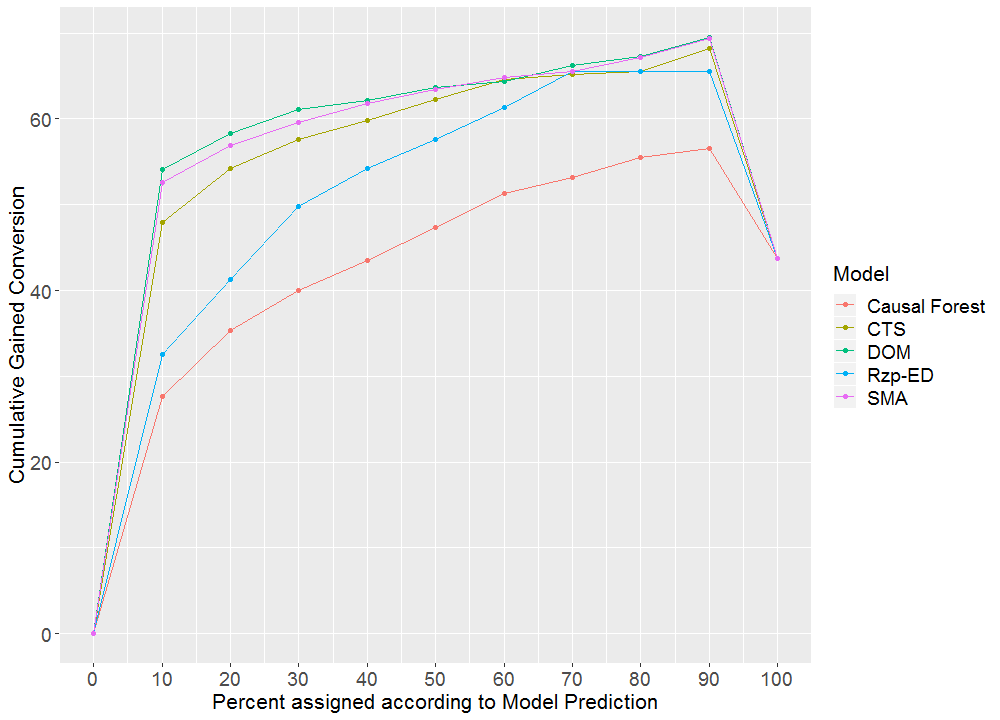 Cumulative Gained Conversion
60
40
20
0
0 10 20 30 40 50 60 70 80 90 100
Percent assigned according to Model Prediction
Model
Causal Forest
CTS
DOM
Rzp-ED
SMA